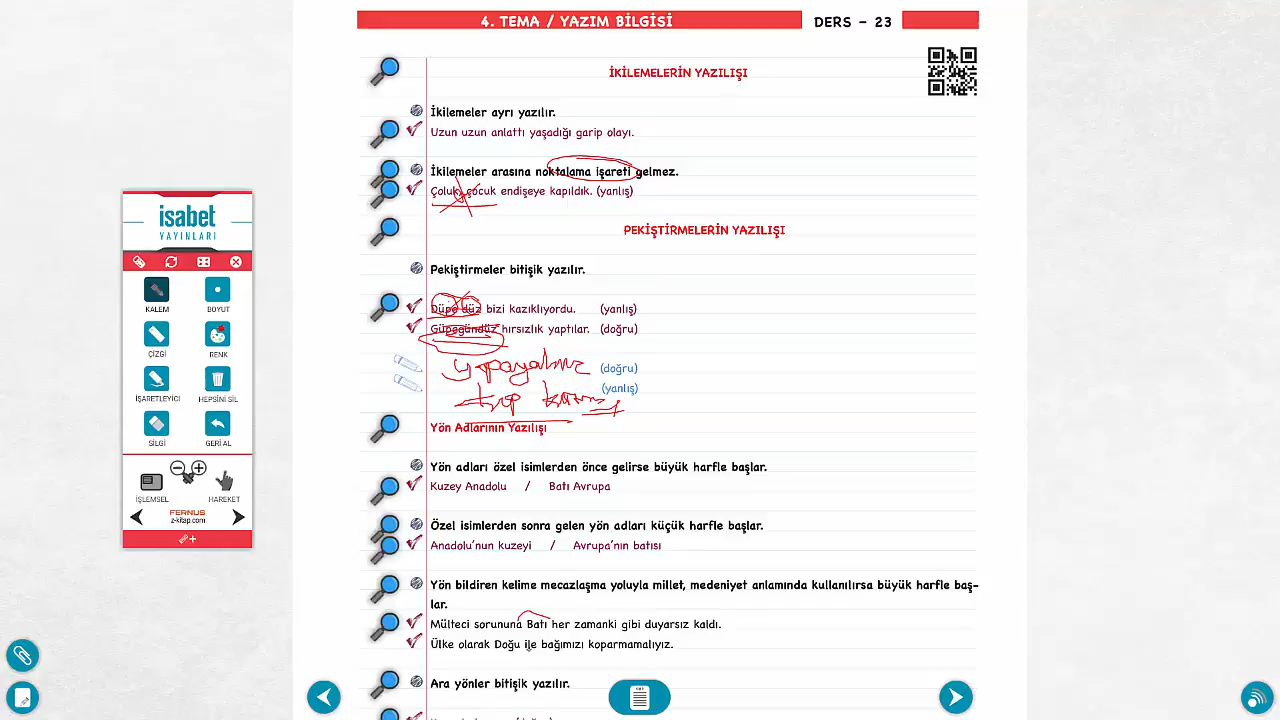 4. TEMA / YAZIM BİLGİSİ
DERS - 23
İKİLEMELERİN YAZILIŞI
İkilemeler ayrı yazılır.
Uzun uzun anlattı yaşadığı garip olayı.
İkilemeler arasına noktalama işareti gelmez.
Çoluk, çocuk endişeye kapıldık. (yanlış)
PEKİŞTİRMELERİN YAZILIŞI
Pekiştirmeler bitişik yazılır.
Düpe düz bizi kazıklıyordu. (yanlış)
Güpegündüz hırsızlık yaptılar. (doğru)
yapayalnız (doğru)
(yanlış)
Yön Adlarının Yazılışı
Yön adları özel isimlerden önce gelirse büyük harfle başlar.
Kuzey Anadolu / Batı Avrupa
Özel isimlerden sonra gelen yön adları küçük harfle başlar.
Anadolu'nun kuzeyi / Avrupa'nın batısı
Yön bildiren kelime mecazlaşma yoluyla millet, medeniyet anlamında kullanılırsa büyük harfle baş-
lar.
Mülteci sorununa Batı her zamanki gibi duyarsız kaldı.
Ülke olarak Doğu ile bağımızı koparmamalıyız.
Ara yönler bitişik yazılır.
isabet
YAYINLARI
KALEM
BOYUT
ÇİZGİ
RENK
İŞARETLEYİCİ
HEPSİNİ SİL
SİLGİ
GERİ AL
İŞLEMSEL
HAREKET
FERNUS
z-kitap.com